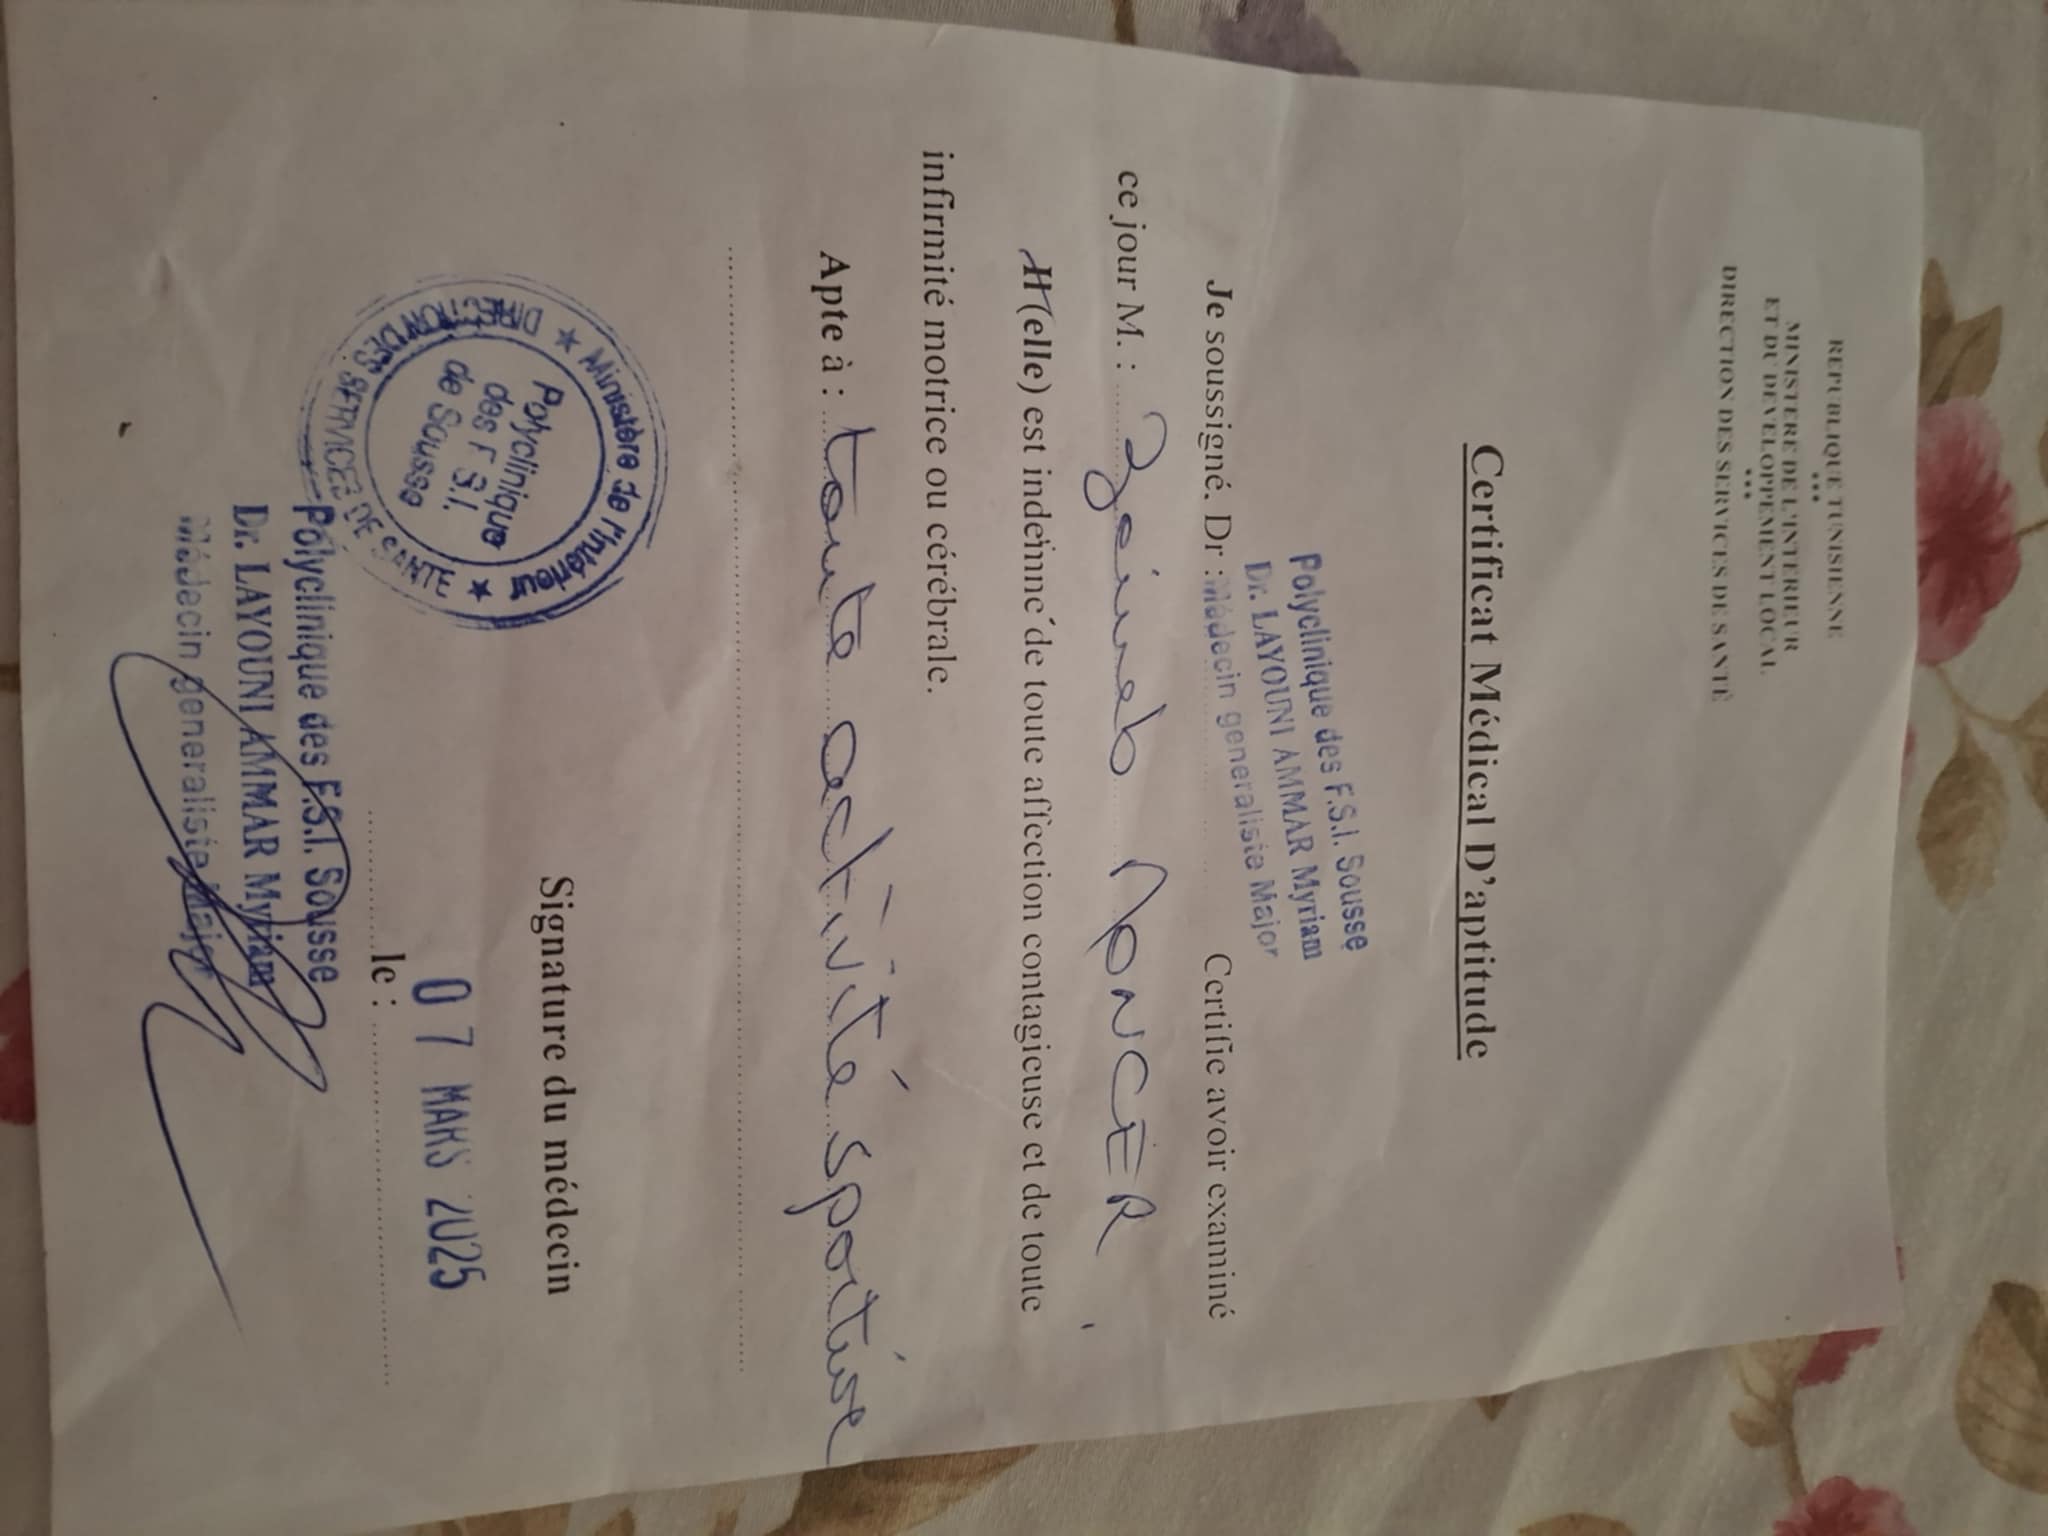 REPUBLIQUE TUNISIENNE
***
MINISTERE DE L'INTERIEUR
ET DU DEVELOPPEMENT LOCAL
***
DIRECTION DES SERVICES DE SANTÉ
Certificat Médical D'aptitude
Polyclinique des F.S.I. Sousse
Dr. LAYOUNI AMMAR Myriam
Médecin generaliste Major
Je soussigné. Dr : Certifie avoir examiné
ce jour M. : Zeineb MONCER
Il (elle) est indemne de toute affection contagieuse et de toute
infirmité motrice ou cérébrale.
Apte à : toute activité sportive
Signature du médecin
Ministère de l'Intérieur
DIRECTION DES SERVICES DE SANTE
Polyclinique
des F.S.I.
de Sousse
07 MARS 2025
le :
Polyclinique des F.S.I. Sousse
Dr. LAYOUNI AMMAR Myriam
Médecin generaliste Major